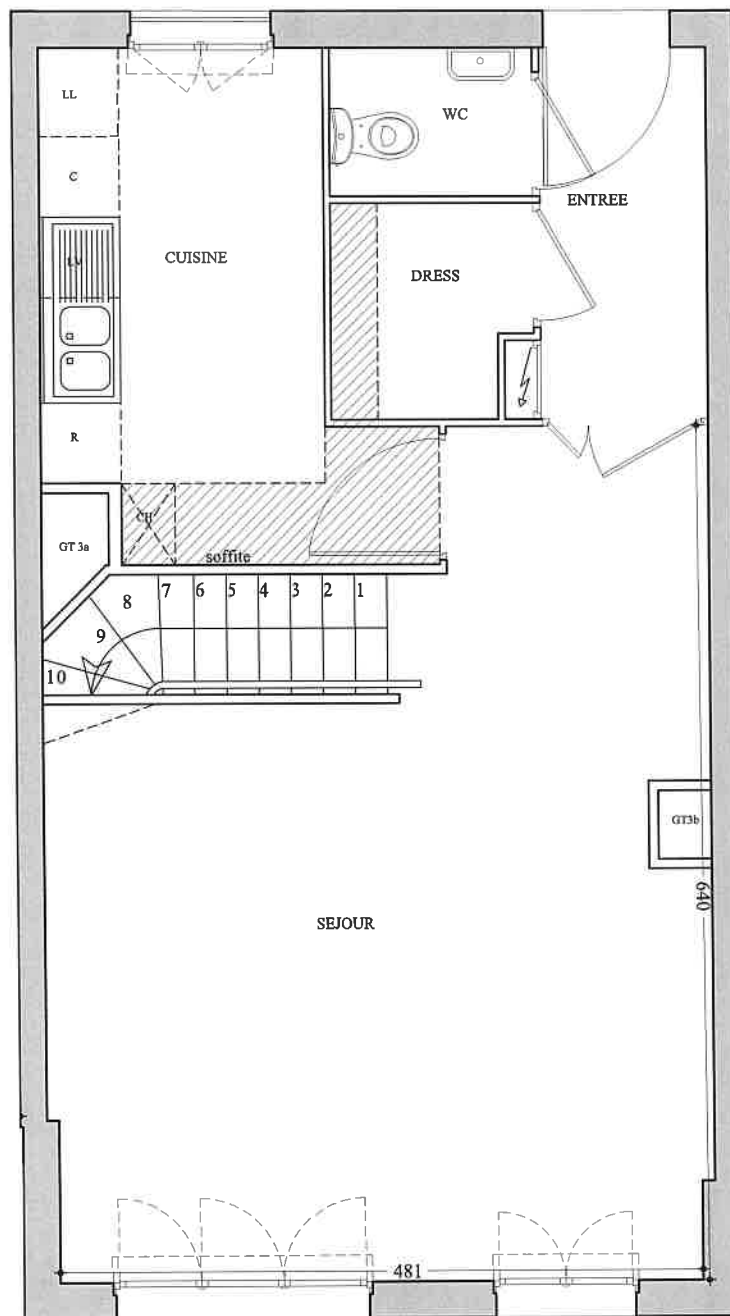 LL
WC
C
ENTREE
CUISINE
LV
DRESS
R
CH
GT 3a
soffite
8
7
6
5
4
3
2
1
9
10
GT3b
640
SEJOUR
481